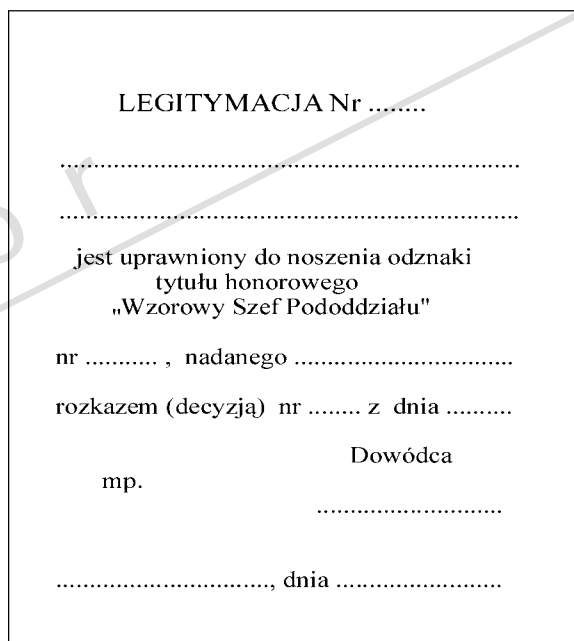 LEGITYMACJA Nr ........
.....................................................................
.....................................................................
jest uprawniony do noszenia odznaki
tytułu honorowego
„Wzorowy Szef Pododdziału"
nr ........... , nadanego .................................
rozkazem (decyzją) nr ........ z dnia ..........
Dowódca
mp.
............................
................................, dnia .........................
o r